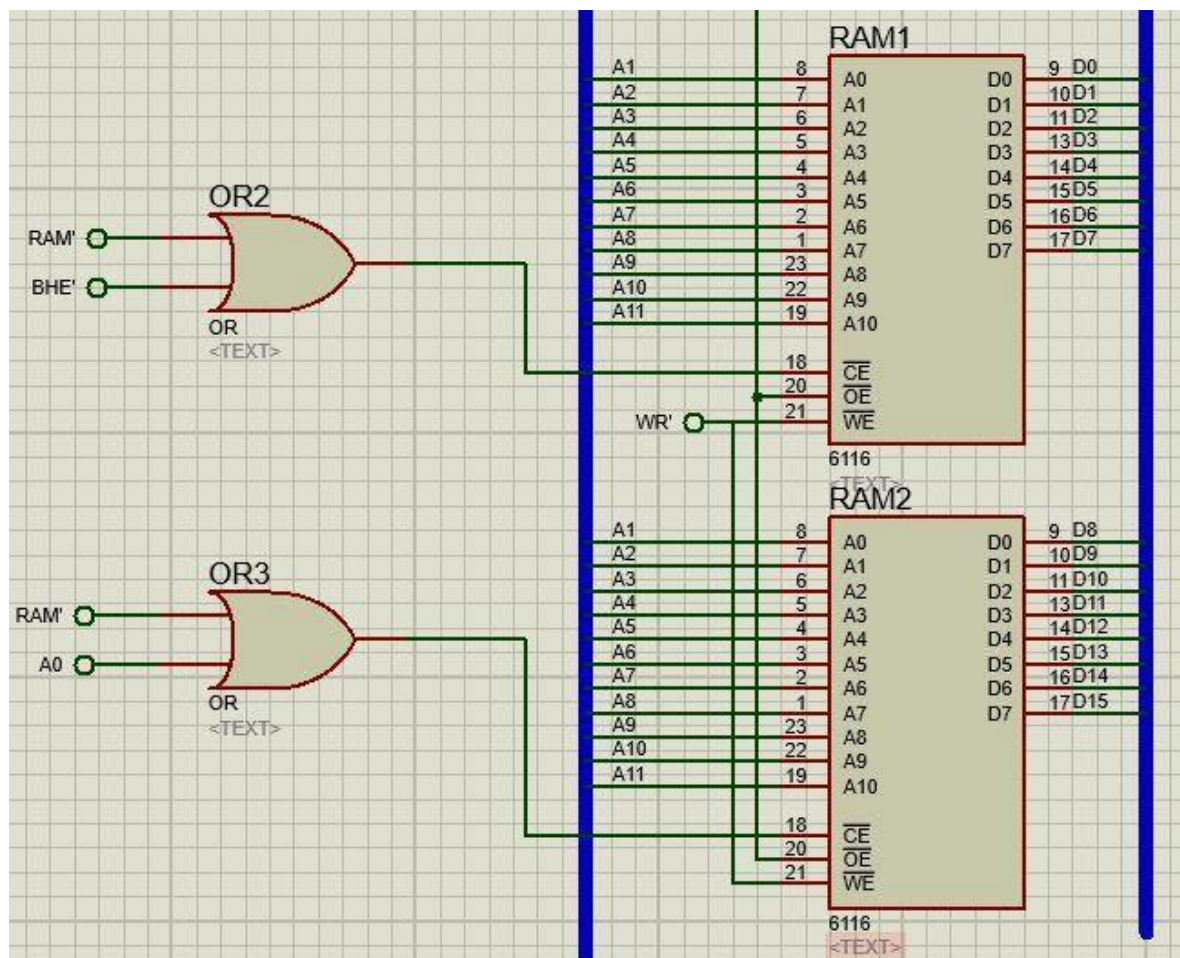 RAM1
A1 8 A0 D0 9 D0
A2 7 A1 D1 10 D1
A3 6 A2 D2 11 D2
A4 5 A3 D3 13 D3
A5 4 A4 D4 14 D4
A6 3 A5 D5 15 D5
A7 2 A6 D6 16 D6
A8 1 A7 D7 17 D7
A9 23 A8
A10 22 A9
A11 19 A10
18 CE
20 OE
WR' 21 WE
6116
<TEXT>
OR2
RAM'
BHE'
OR
<TEXT>
RAM2
A1 8 A0 D0 9 D8
A2 7 A1 D1 10 D9
A3 6 A2 D2 11 D10
A4 5 A3 D3 13 D11
A5 4 A4 D4 14 D12
A6 3 A5 D5 15 D13
A7 2 A6 D6 16 D14
A8 1 A7 D7 17 D15
A9 23 A8
A10 22 A9
A11 19 A10
18 CE
20 OE
21 WE
6116
<TEXT>
OR3
RAM'
A0
OR
<TEXT>